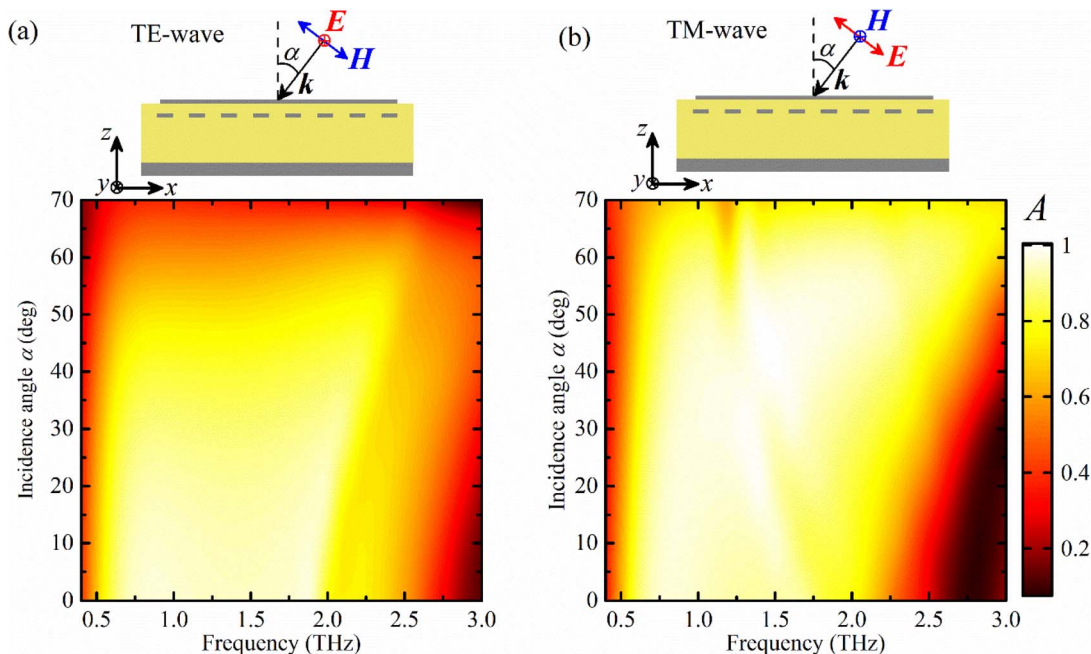 (a)
TE-wave
E
H
α
k
z
y
x
70
60
50
40
30
20
10
0
Incidence angle α (deg)
0.5 1.0 1.5 2.0 2.5 3.0
Frequency (THz)
(b)
TM-wave
H
E
α
k
z
y
x
70
60
50
40
30
20
10
0
Incidence angle α (deg)
0.5 1.0 1.5 2.0 2.5 3.0
Frequency (THz)
A
1
0.8
0.6
0.4
0.2